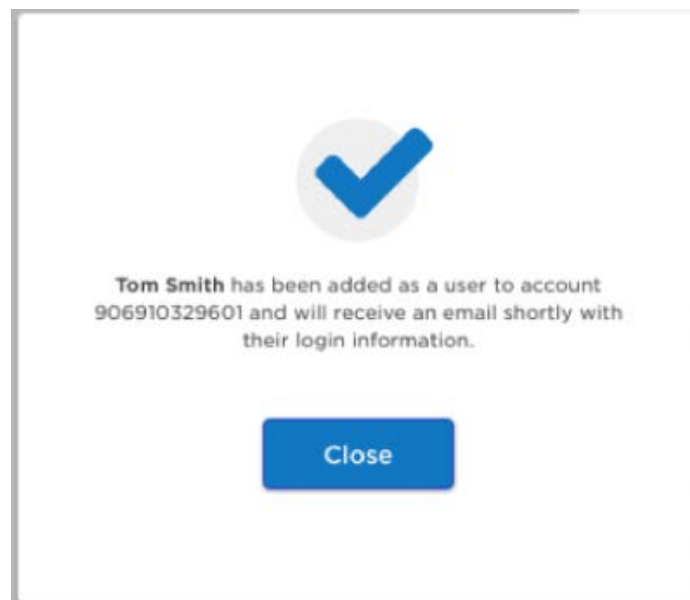 Tom Smith has been added as a user to account
906910329601 and will receive an email shortly with
their login information.
Close